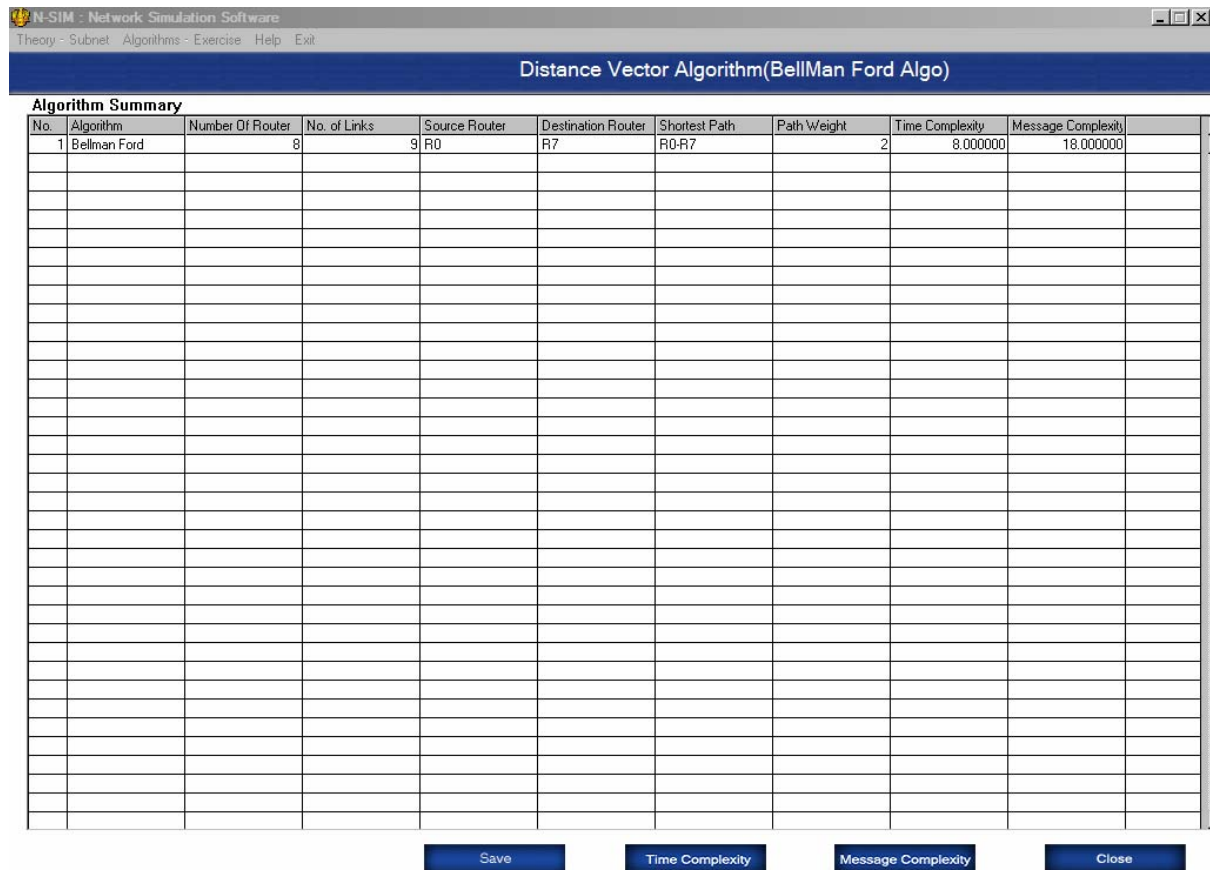 N-SIM : Network Simulation Software
Theory - Subnet Algorithms - Exercise Help Exit
Distance Vector Algorithm(BellMan Ford Algo)
Algorithm Summary
No. Algorithm Number Of Router No. of Links Source Router Destination Router Shortest Path Path Weight Time Complexity Message Complexity
1 Bellman Ford 8 9 R0 R7 R0-R7 2 8.000000 18.000000
Save Time Complexity Message Complexity Close